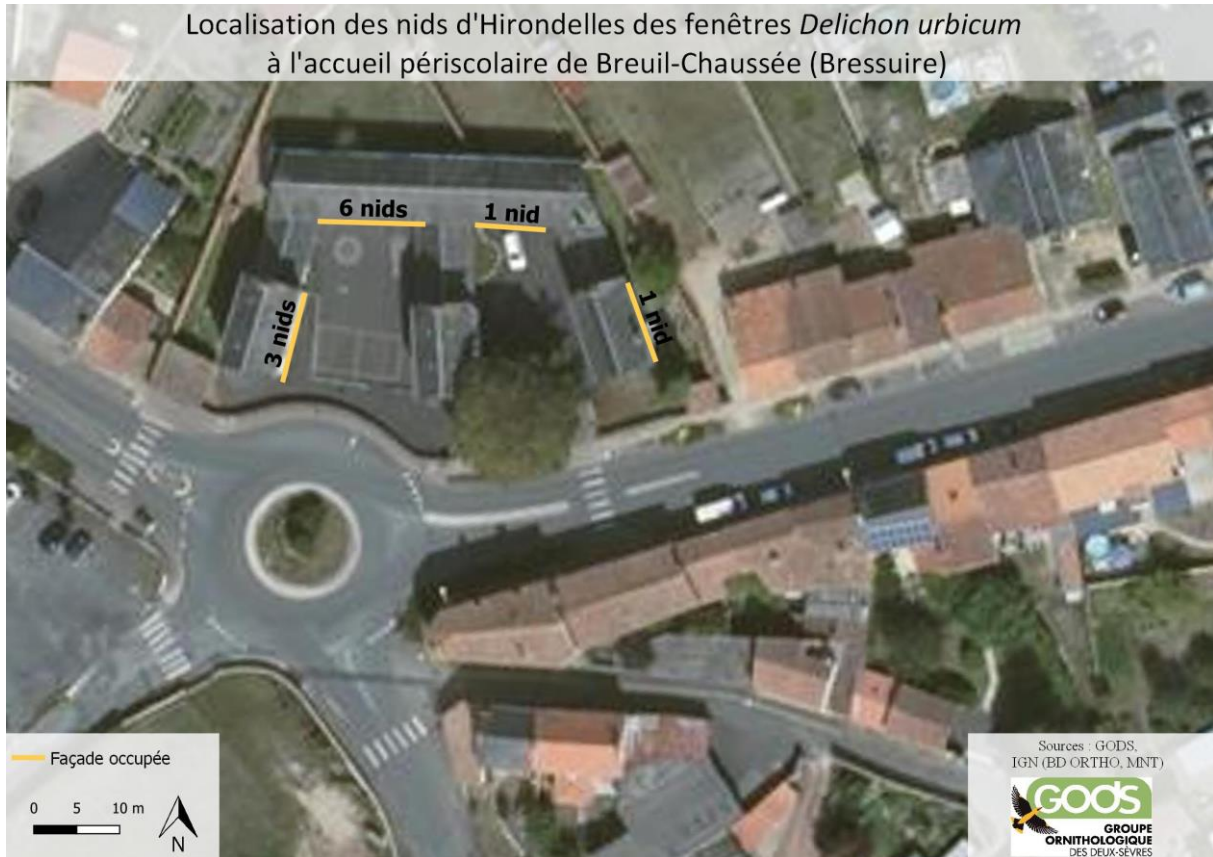 Localisation des nids d'Hirondelles des fenêtres Delichon urbicum
à l'accueil périscolaire de Breuil-Chaussée (Bressuire)
6 nids
1 nid
3 nids
1 nid
Façade occupée
0 5 10 m
N
Sources : GODS,
IGN (BD ORTHO, MNT)
GODS
GROUPE
ORNITHOLOGIQUE
DES DEUX-SÈVRES